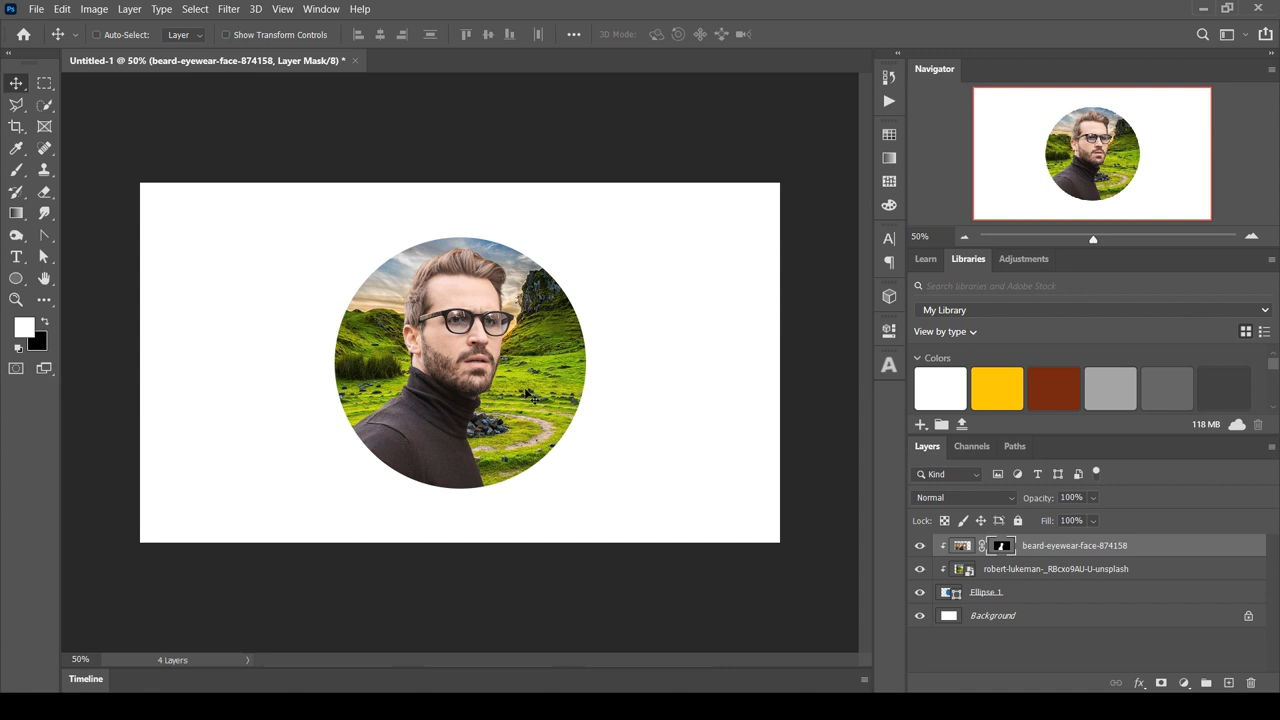 Ps File Edit Image Layer Type Select Filter 3D View Window Help
Auto-Select: Layer Show Transform Controls 3D Mode:
Untitled-1 @ 50% (beard-eyewear-face-874158, Layer Mask/8) *
Navigator
50%
Learn Libraries Adjustments
Search libraries and Adobe Stock
My Library
View by type
Colors
118 MB
Layers Channels Paths
Kind
Normal Opacity: 100%
Lock: Fill: 100%
beard-eyewear-face-874158
robert-lukeman-_RBcxo9AU-U-unsplash
Ellipse 1
Background
50% 4 Layers
Timeline